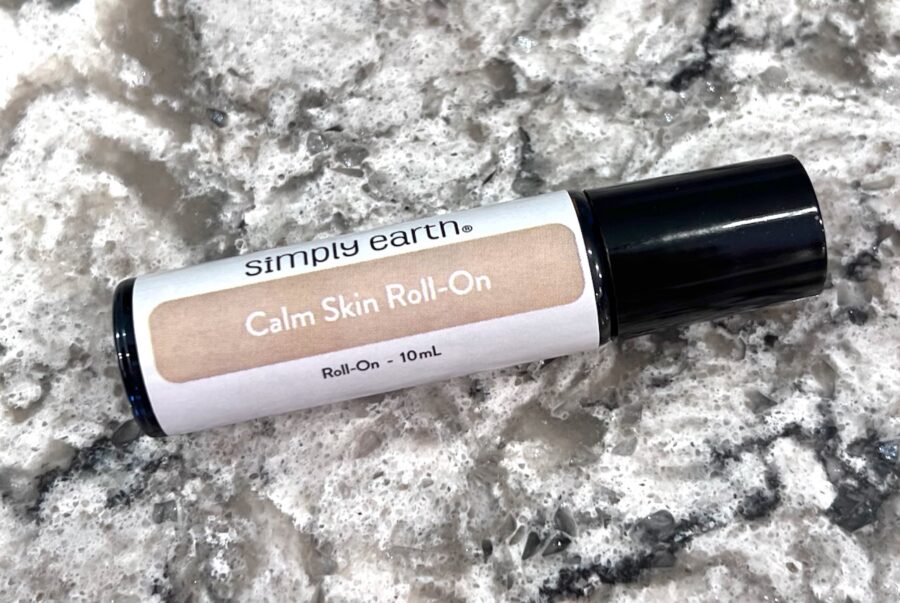 simply earth®
Calm Skin Roll-On
Roll-On - 10mL